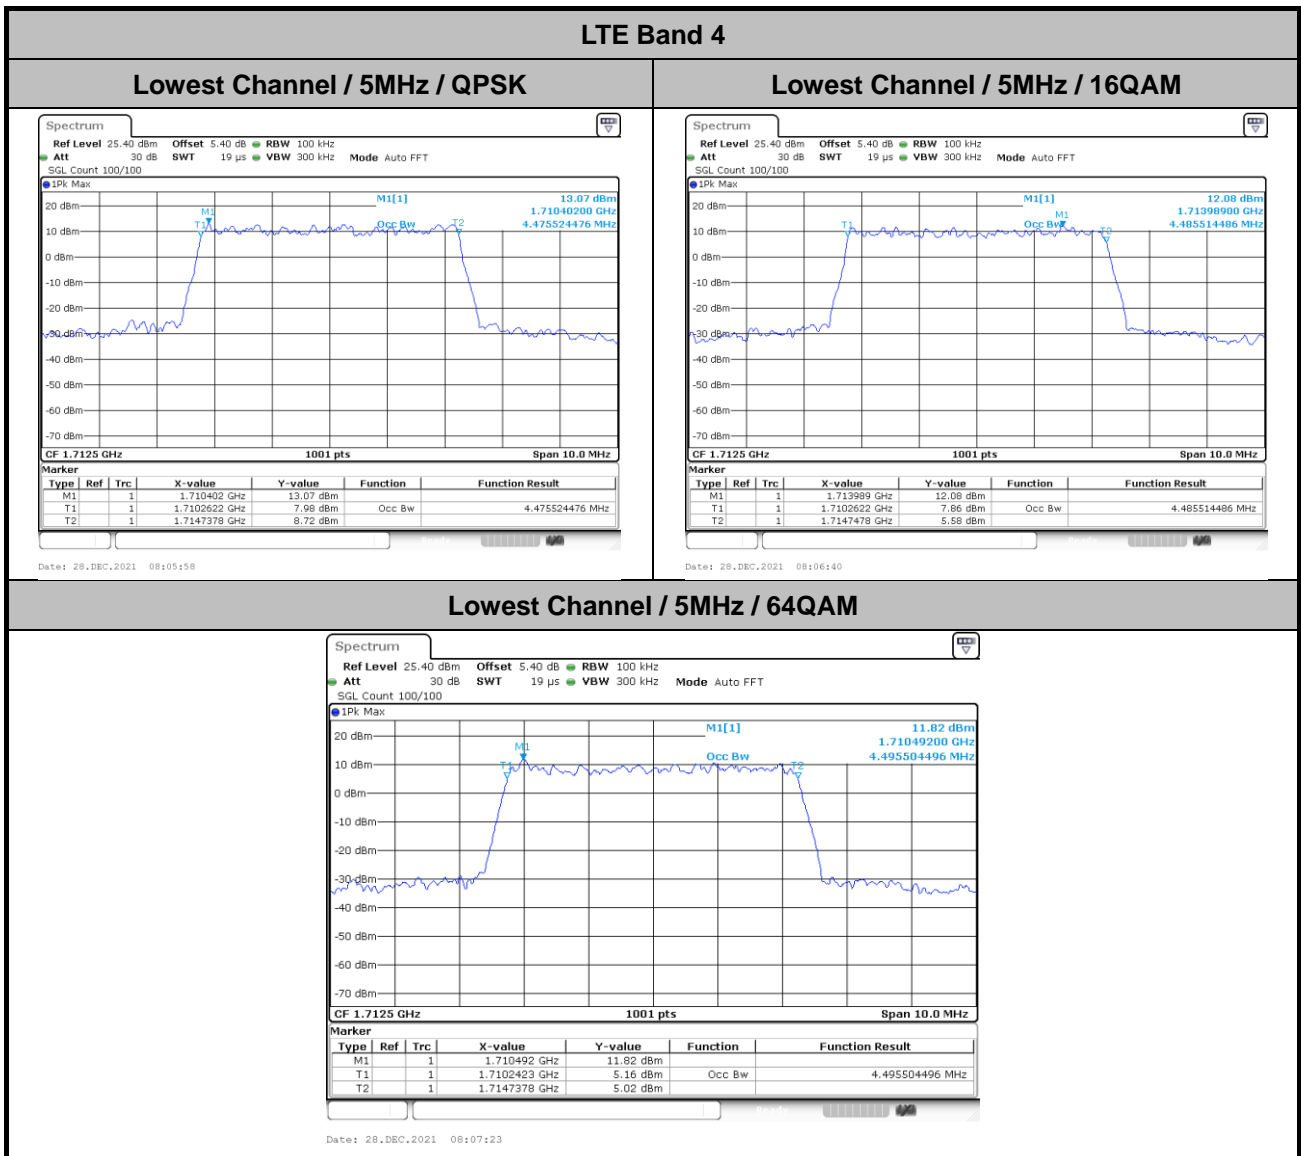 LTE Band 4
Lowest Channel / 5MHz / QPSK
Lowest Channel / 5MHz / 16QAM
Spectrum
Ref Level 25.40 dBm Offset 5.40 dB RBW 100 kHz
Att 30 dB SWT 19 µs VBW 300 kHz Mode Auto FFT
SGL Count 100/100
1Pk Max
M1[1] 13.07 dBm
1.71040200 GHz
Occ Bw 4.475524476 MHz
M1
T1
T2
20 dBm
10 dBm
0 dBm
-10 dBm
-20 dBm
-30 dBm
-40 dBm
-50 dBm
-60 dBm
-70 dBm
CF 1.7125 GHz 1001 pts Span 10.0 MHz
Marker
Type Ref Trc X-value Y-value Function Function Result
M1 1 1.710402 GHz 13.07 dBm
T1 1 1.7102622 GHz 7.98 dBm Occ Bw 4.475524476 MHz
T2 1 1.7147378 GHz 8.72 dBm
Ready
Date: 28.DEC.2021 08:05:58
Spectrum
Ref Level 25.40 dBm Offset 5.40 dB RBW 100 kHz
Att 30 dB SWT 19 µs VBW 300 kHz Mode Auto FFT
SGL Count 100/100
1Pk Max
M1[1] 12.08 dBm
1.71398900 GHz
Occ Bw 4.485514486 MHz
M1
T1
T2
20 dBm
10 dBm
0 dBm
-10 dBm
-20 dBm
-30 dBm
-40 dBm
-50 dBm
-60 dBm
-70 dBm
CF 1.7125 GHz 1001 pts Span 10.0 MHz
Marker
Type Ref Trc X-value Y-value Function Function Result
M1 1 1.713989 GHz 12.08 dBm
T1 1 1.7102622 GHz 7.86 dBm Occ Bw 4.485514486 MHz
T2 1 1.7147478 GHz 5.58 dBm
Ready
Date: 28.DEC.2021 08:06:40
Lowest Channel / 5MHz / 64QAM
Spectrum
Ref Level 25.40 dBm Offset 5.40 dB RBW 100 kHz
Att 30 dB SWT 19 µs VBW 300 kHz Mode Auto FFT
SGL Count 100/100
1Pk Max
M1[1] 11.82 dBm
1.71049200 GHz
Occ Bw 4.495504496 MHz
M1
T1
T2
20 dBm
10 dBm
0 dBm
-10 dBm
-20 dBm
-30 dBm
-40 dBm
-50 dBm
-60 dBm
-70 dBm
CF 1.7125 GHz 1001 pts Span 10.0 MHz
Marker
Type Ref Trc X-value Y-value Function Function Result
M1 1 1.710492 GHz 11.82 dBm
T1 1 1.7102423 GHz 5.16 dBm Occ Bw 4.495504496 MHz
T2 1 1.7147378 GHz 5.02 dBm
Ready
Date: 28.DEC.2021 08:07:23